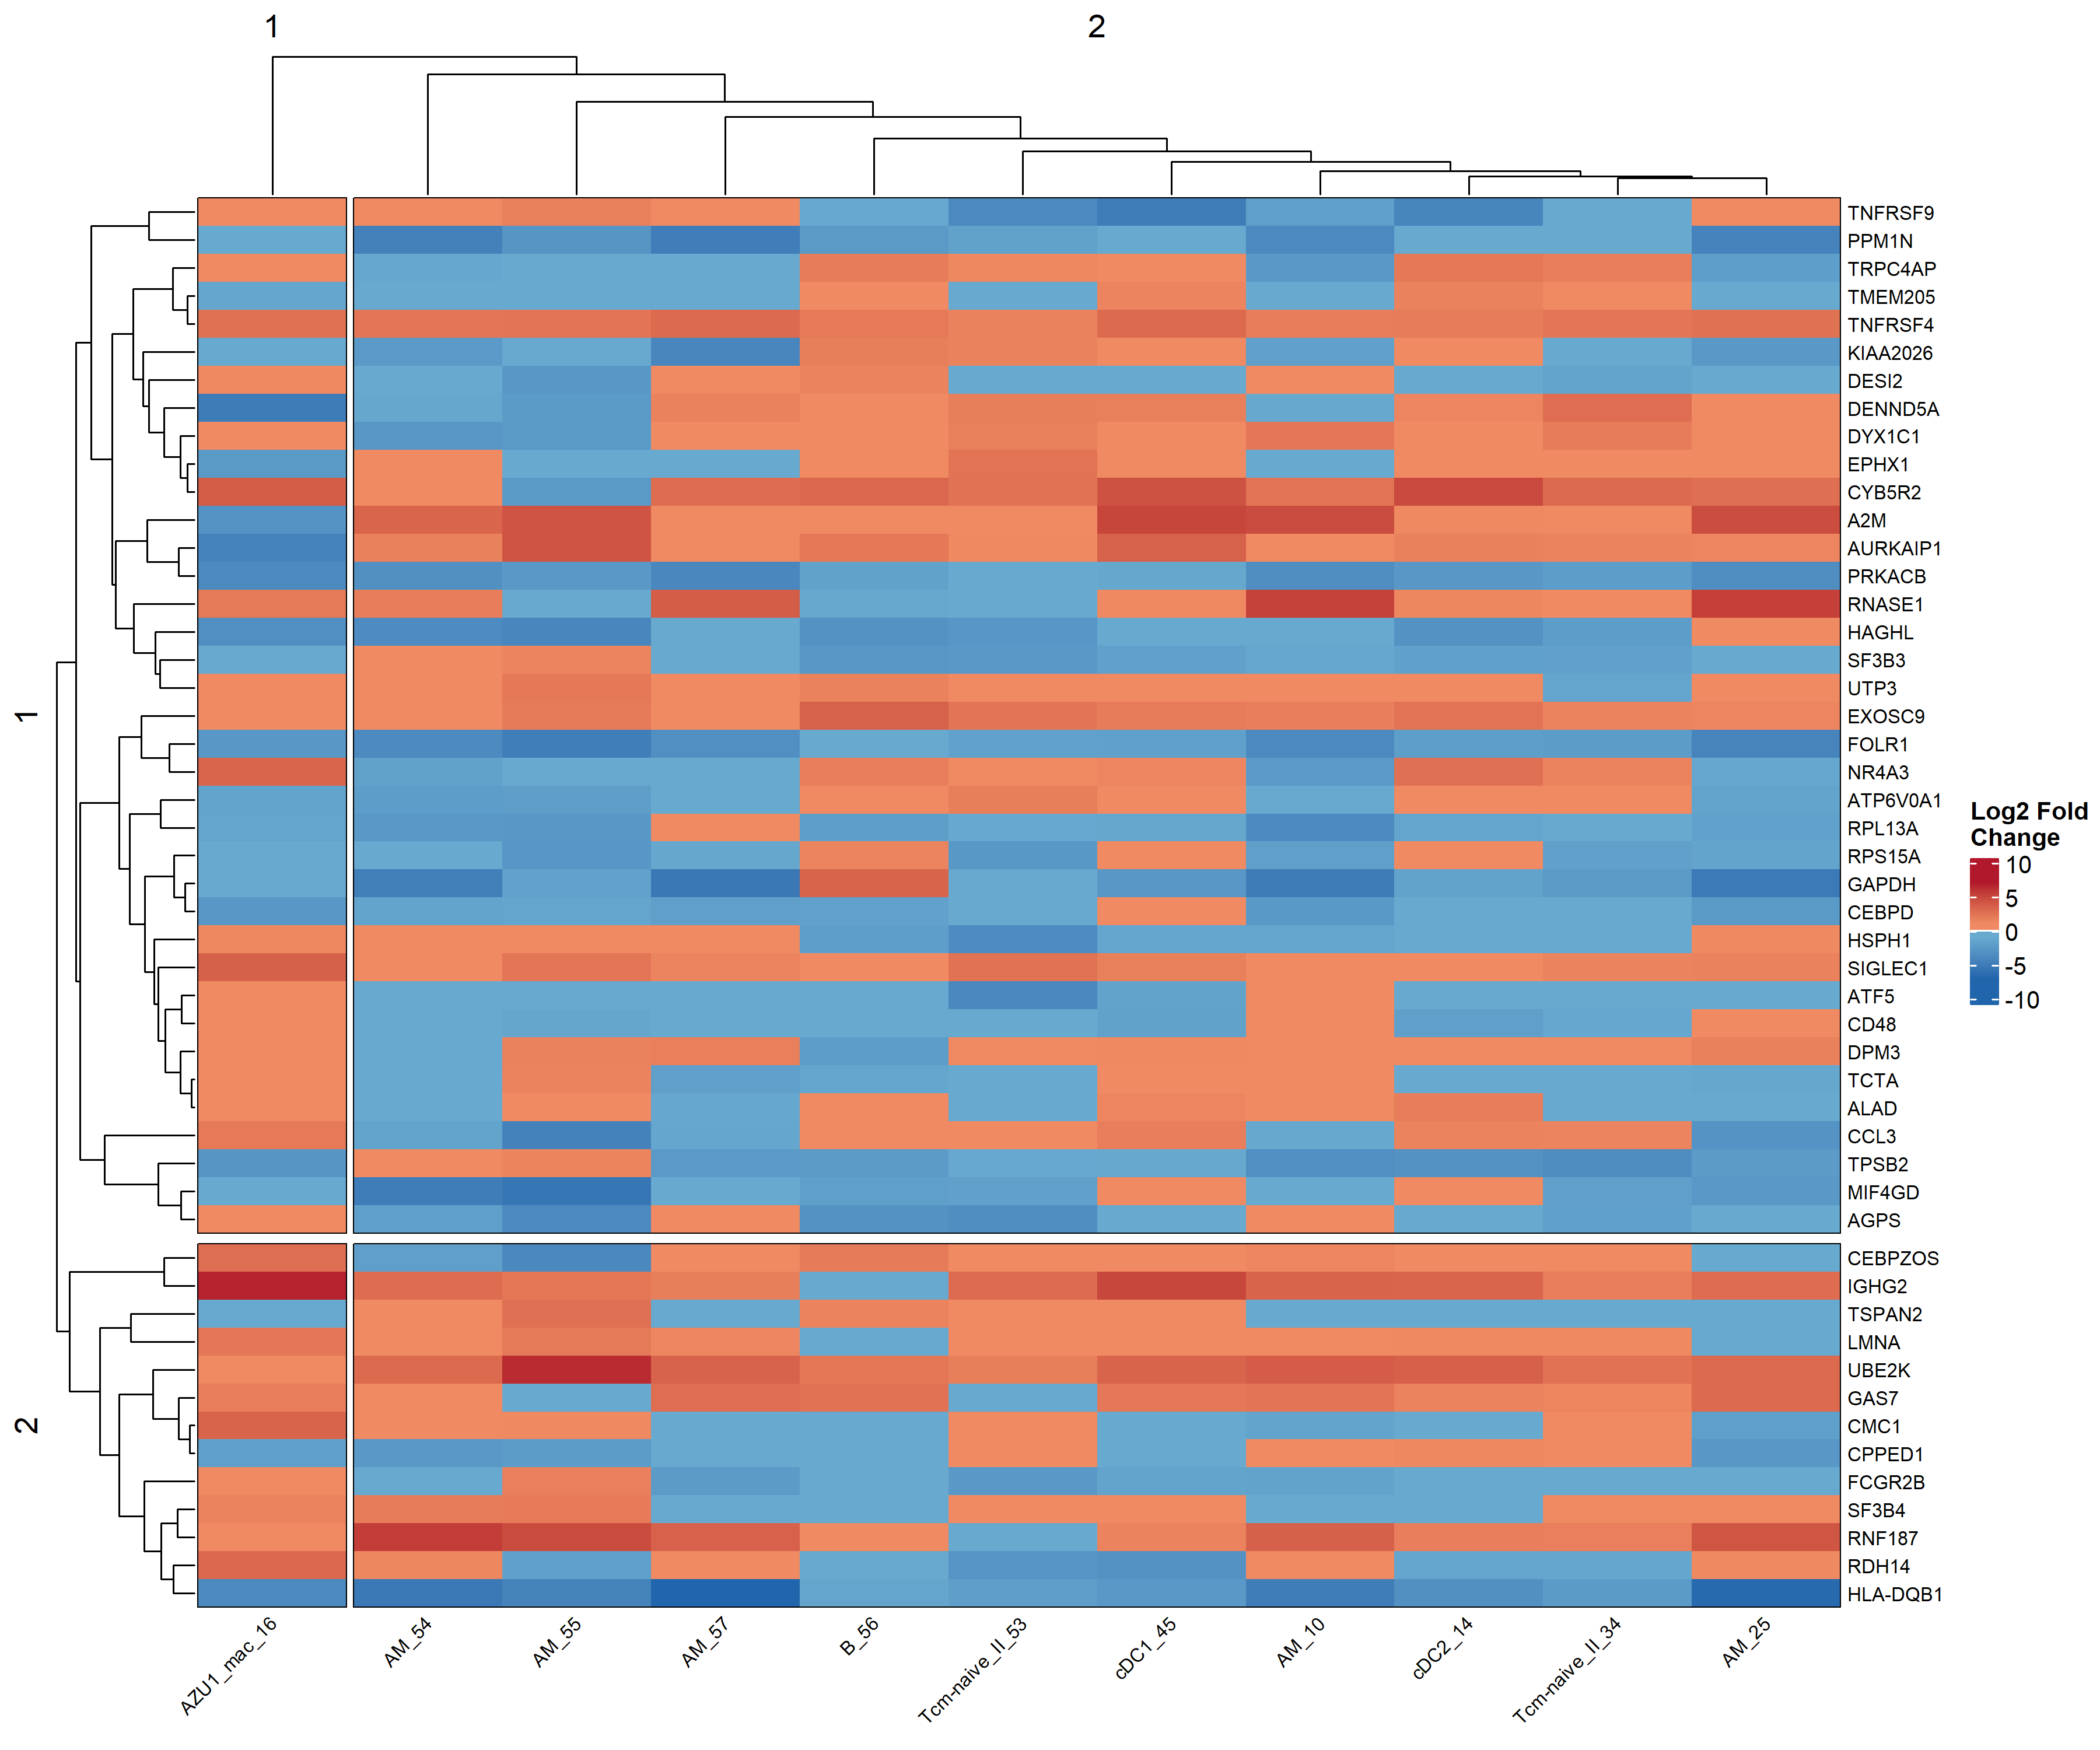 1
2
TNFRSF9
PPM1N
TRPC4AP
TMEM205
TNFRSF4
KIAA2026
DESI2
DENND5A
DYX1C1
EPHX1
CYB5R2
A2M
AURKAIP1
PRKACB
RNASE1
HAGHL
SF3B3
UTP3
EXOSC9
FOLR1
NR4A3
ATP6V0A1
RPL13A
RPS15A
GAPDH
CEBPD
HSPH1
SIGLEC1
ATF5
CD48
DPM3
TCTA
ALAD
CCL3
TPSB2
MIF4GD
AGPS
1
CEBPZOS
IGHG2
TSPAN2
LMNA
UBE2K
GAS7
CMC1
CPPED1
FCGR2B
SF3B4
RNF187
RDH14
HLA-DQB1
2
AZU1_mac_16
AM_54
AM_55
AM_57
B_56
Tcm-naive_II_53
cDC1_45
AM_10
cDC2_14
Tcm-naive_II_34
AM_25
Log2 Fold
Change
10
5
0
-5
-10